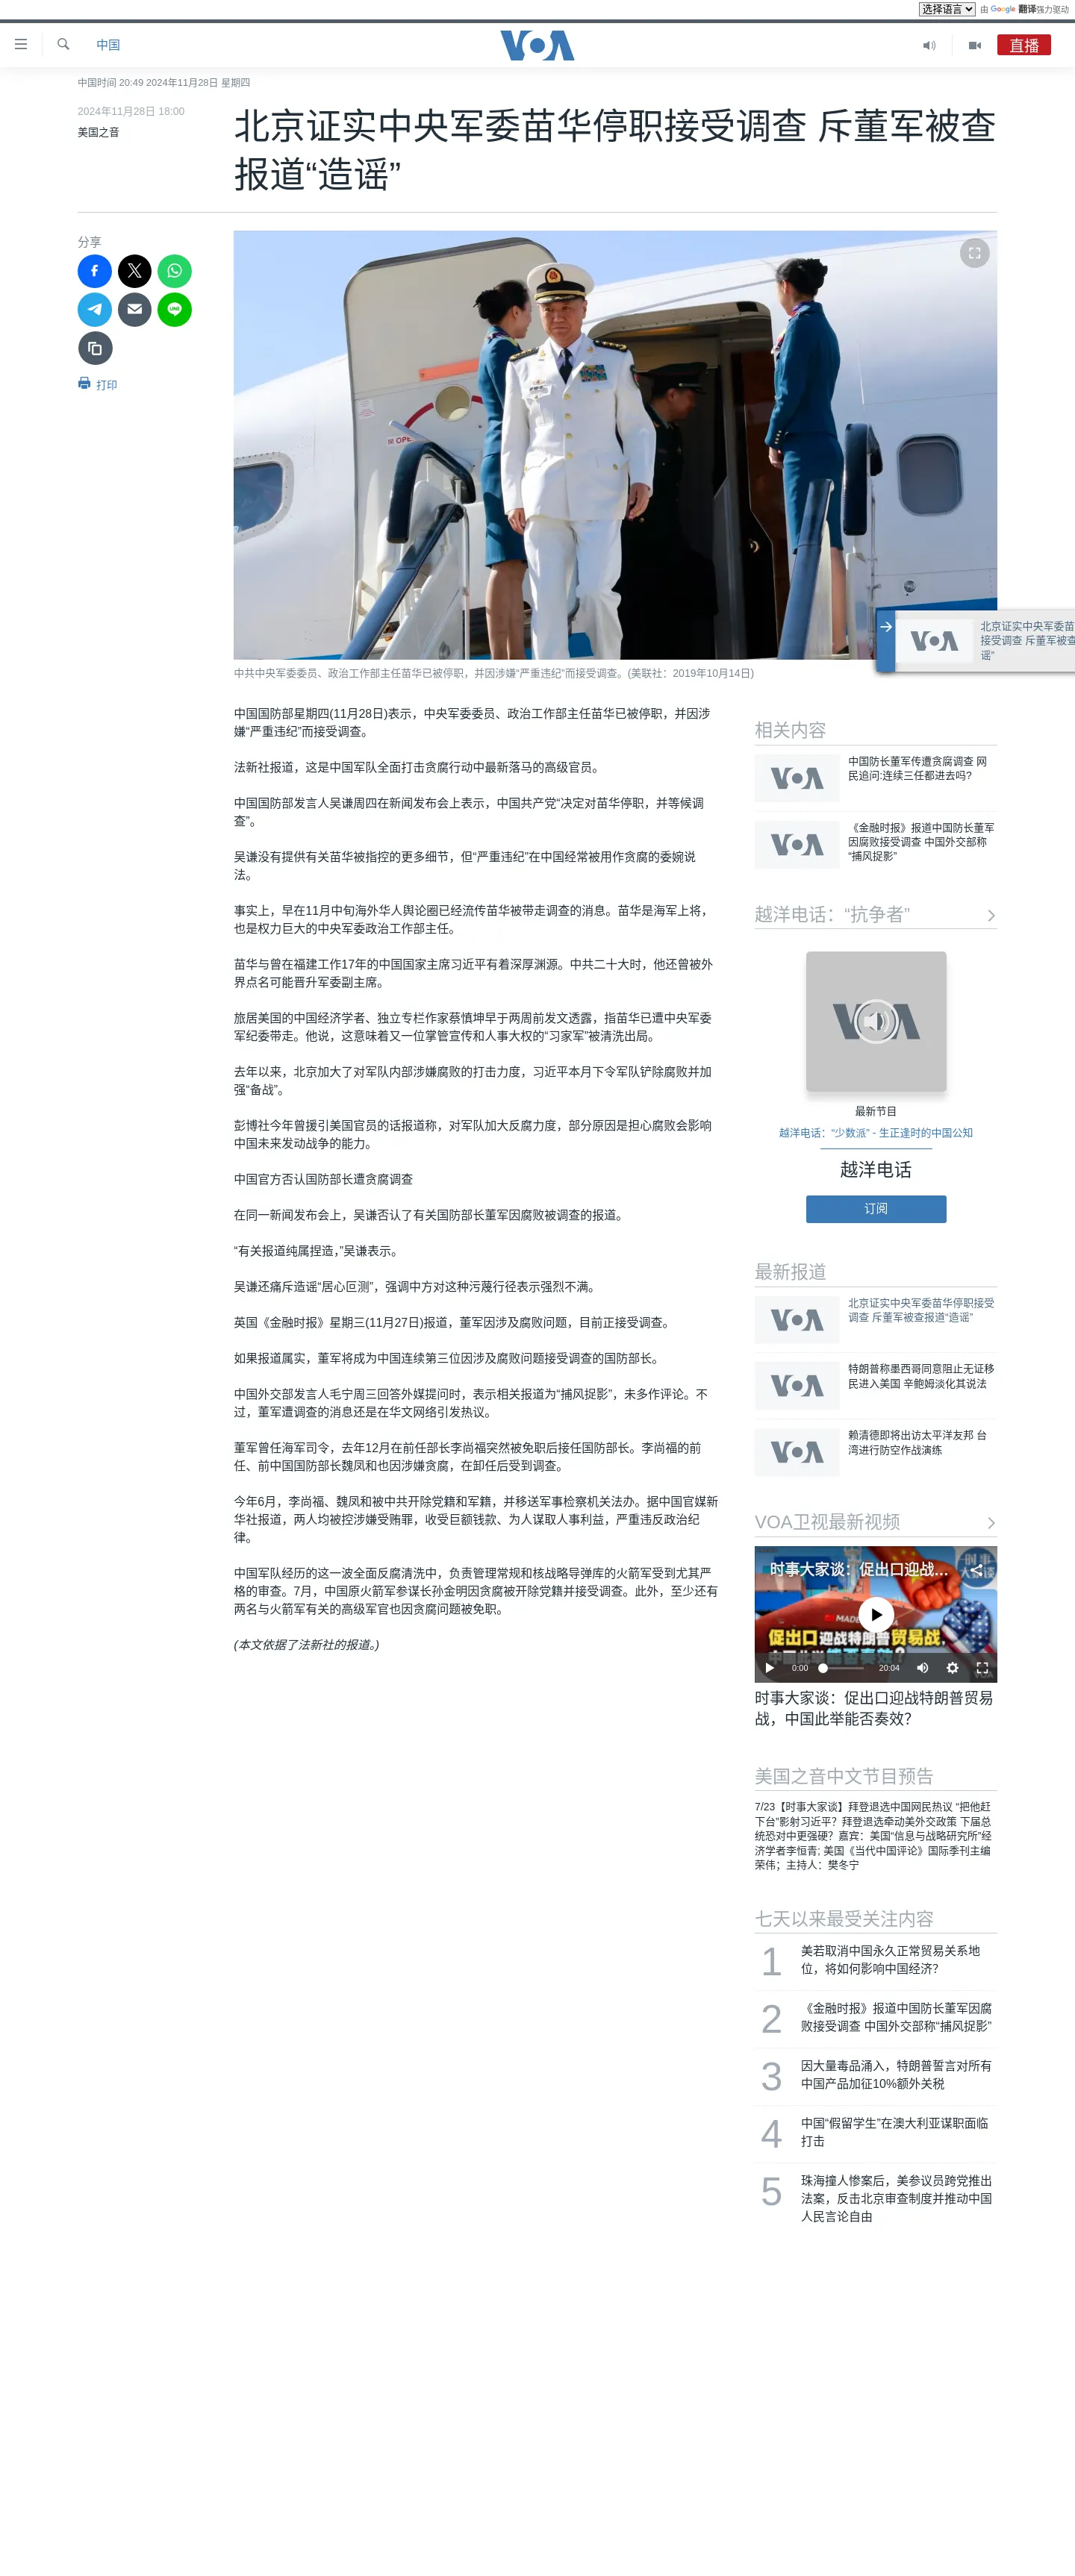 选择语言 由 Google 翻译强力驱动
中国
VOA
直播
中国时间 20:49 2024年11月28日 星期四
2024年11月28日 18:00
美国之音
北京证实中央军委苗华停职接受调查 斥董军被查
报道“造谣”
分享
打印
OPE
中共中央军委委员、政治工作部主任苗华已被停职，并因涉嫌“严重违纪”而接受调查。(美联社：2019年10月14日)
北京证实中央军委苗
接受调查 斥董军被查
谣”
中国国防部星期四(11月28日)表示，中央军委委员、政治工作部主任苗华已被停职，并因涉
嫌“严重违纪”而接受调查。
法新社报道，这是中国军队全面打击贪腐行动中最新落马的高级官员。
中国国防部发言人吴谦周四在新闻发布会上表示，中国共产党“决定对苗华停职，并等候调
查”。
吴谦没有提供有关苗华被指控的更多细节，但“严重违纪”在中国经常被用作贪腐的委婉说
法。
事实上，早在11月中旬海外华人舆论圈已经流传苗华被带走调查的消息。苗华是海军上将，
也是权力巨大的中央军委政治工作部主任。
苗华与曾在福建工作17年的中国国家主席习近平有着深厚渊源。中共二十大时，他还曾被外
界点名可能晋升军委副主席。
旅居美国的中国经济学者、独立专栏作家蔡慎坤早于两周前发文透露，指苗华已遭中央军委
军纪委带走。他说，这意味着又一位掌管宣传和人事大权的“习家军”被清洗出局。
去年以来，北京加大了对军队内部涉嫌腐败的打击力度，习近平本月下令军队铲除腐败并加
强“备战”。
彭博社今年曾援引美国官员的话报道称，对军队加大反腐力度，部分原因是担心腐败会影响
中国未来发动战争的能力。
中国官方否认国防部长遭贪腐调查
在同一新闻发布会上，吴谦否认了有关国防部长董军因腐败被调查的报道。
“有关报道纯属捏造，”吴谦表示。
吴谦还痛斥造谣“居心叵测”，强调中方对这种污蔑行径表示强烈不满。
英国《金融时报》星期三(11月27日)报道，董军因涉及腐败问题，目前正接受调查。
如果报道属实，董军将成为中国连续第三位因涉及腐败问题接受调查的国防部长。
中国外交部发言人毛宁周三回答外媒提问时，表示相关报道为“捕风捉影”，未多作评论。不
过，董军遭调查的消息还是在华文网络引发热议。
董军曾任海军司令，去年12月在前任部长李尚福突然被免职后接任国防部长。李尚福的前
任、前中国国防部长魏凤和也因涉嫌贪腐，在卸任后受到调查。
今年6月，李尚福、魏凤和被中共开除党籍和军籍，并移送军事检察机关法办。据中国官媒新
华社报道，两人均被控涉嫌受贿罪，收受巨额钱款、为人谋取人事利益，严重违反政治纪
律。
中国军队经历的这一波全面反腐清洗中，负责管理常规和核战略导弹库的火箭军受到尤其严
格的审查。7月，中国原火箭军参谋长孙金明因贪腐被开除党籍并接受调查。此外，至少还有
两名与火箭军有关的高级军官也因贪腐问题被免职。
(本文依据了法新社的报道。)
相关内容
中国防长董军传遭贪腐调查 网
民追问:连续三任都进去吗?
《金融时报》报道中国防长董军
因腐败接受调查 中国外交部称
“捕风捉影”
越洋电话：“抗争者”
最新节目
越洋电话：“少数派” - 生正逢时的中国公知
越洋电话
订阅
最新报道
北京证实中央军委苗华停职接受
调查 斥董军被查报道“造谣”
特朗普称墨西哥同意阻止无证移
民进入美国 辛鲍姆淡化其说法
赖清德即将出访太平洋友邦 台
湾进行防空作战演练
VOA卫视最新视频
时事大家谈：促出口迎战…
促出口迎战特朗普贸易战，
中国此举能否奏效？
0:00 20:04
时事大家谈：促出口迎战特朗普贸易
战，中国此举能否奏效？
美国之音中文节目预告
7/23【时事大家谈】拜登退选中国网民热议 “把他赶
下台”影射习近平？拜登退选牵动美外交政策 下届总
统恐对中更强硬？嘉宾：美国“信息与战略研究所”经
济学者李恒青; 美国《当代中国评论》国际季刊主编
荣伟；主持人：樊冬宁
七天以来最受关注内容
1 美若取消中国永久正常贸易关系地
位，将如何影响中国经济？
2 《金融时报》报道中国防长董军因腐
败接受调查 中国外交部称“捕风捉影”
3 因大量毒品涌入，特朗普誓言对所有
中国产品加征10%额外关税
4 中国“假留学生”在澳大利亚谋职面临
打击
5 珠海撞人惨案后，美参议员跨党推出
法案，反击北京审查制度并推动中国
人民言论自由